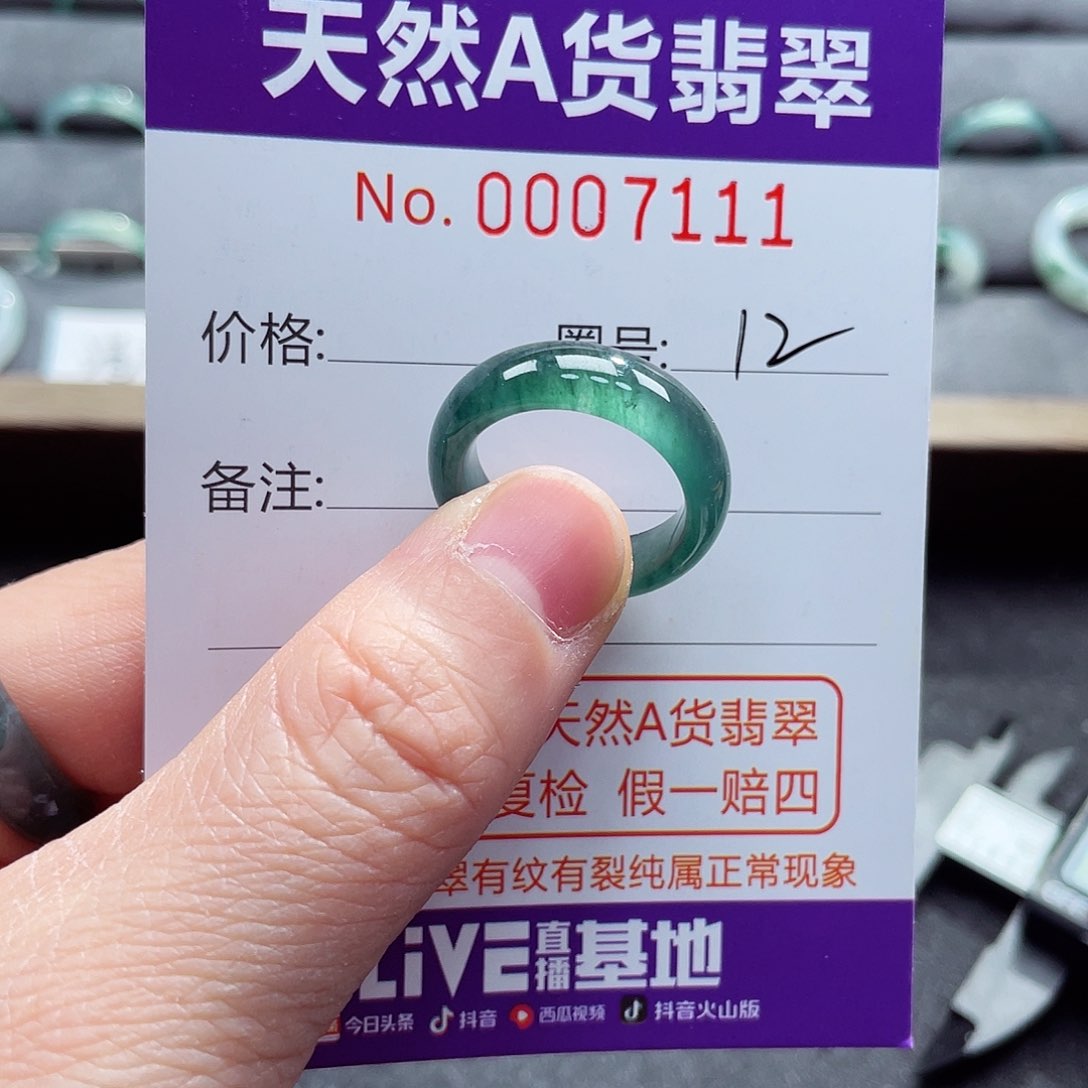 天然A货翡翠
No. 0007111
价格: 圈号: 12
备注:
天然A货翡翠
复检 假一赔四
翠有纹有裂纯属正常现象
LIVE直播基地
今日头条 抖音 西瓜视频 抖音火山版